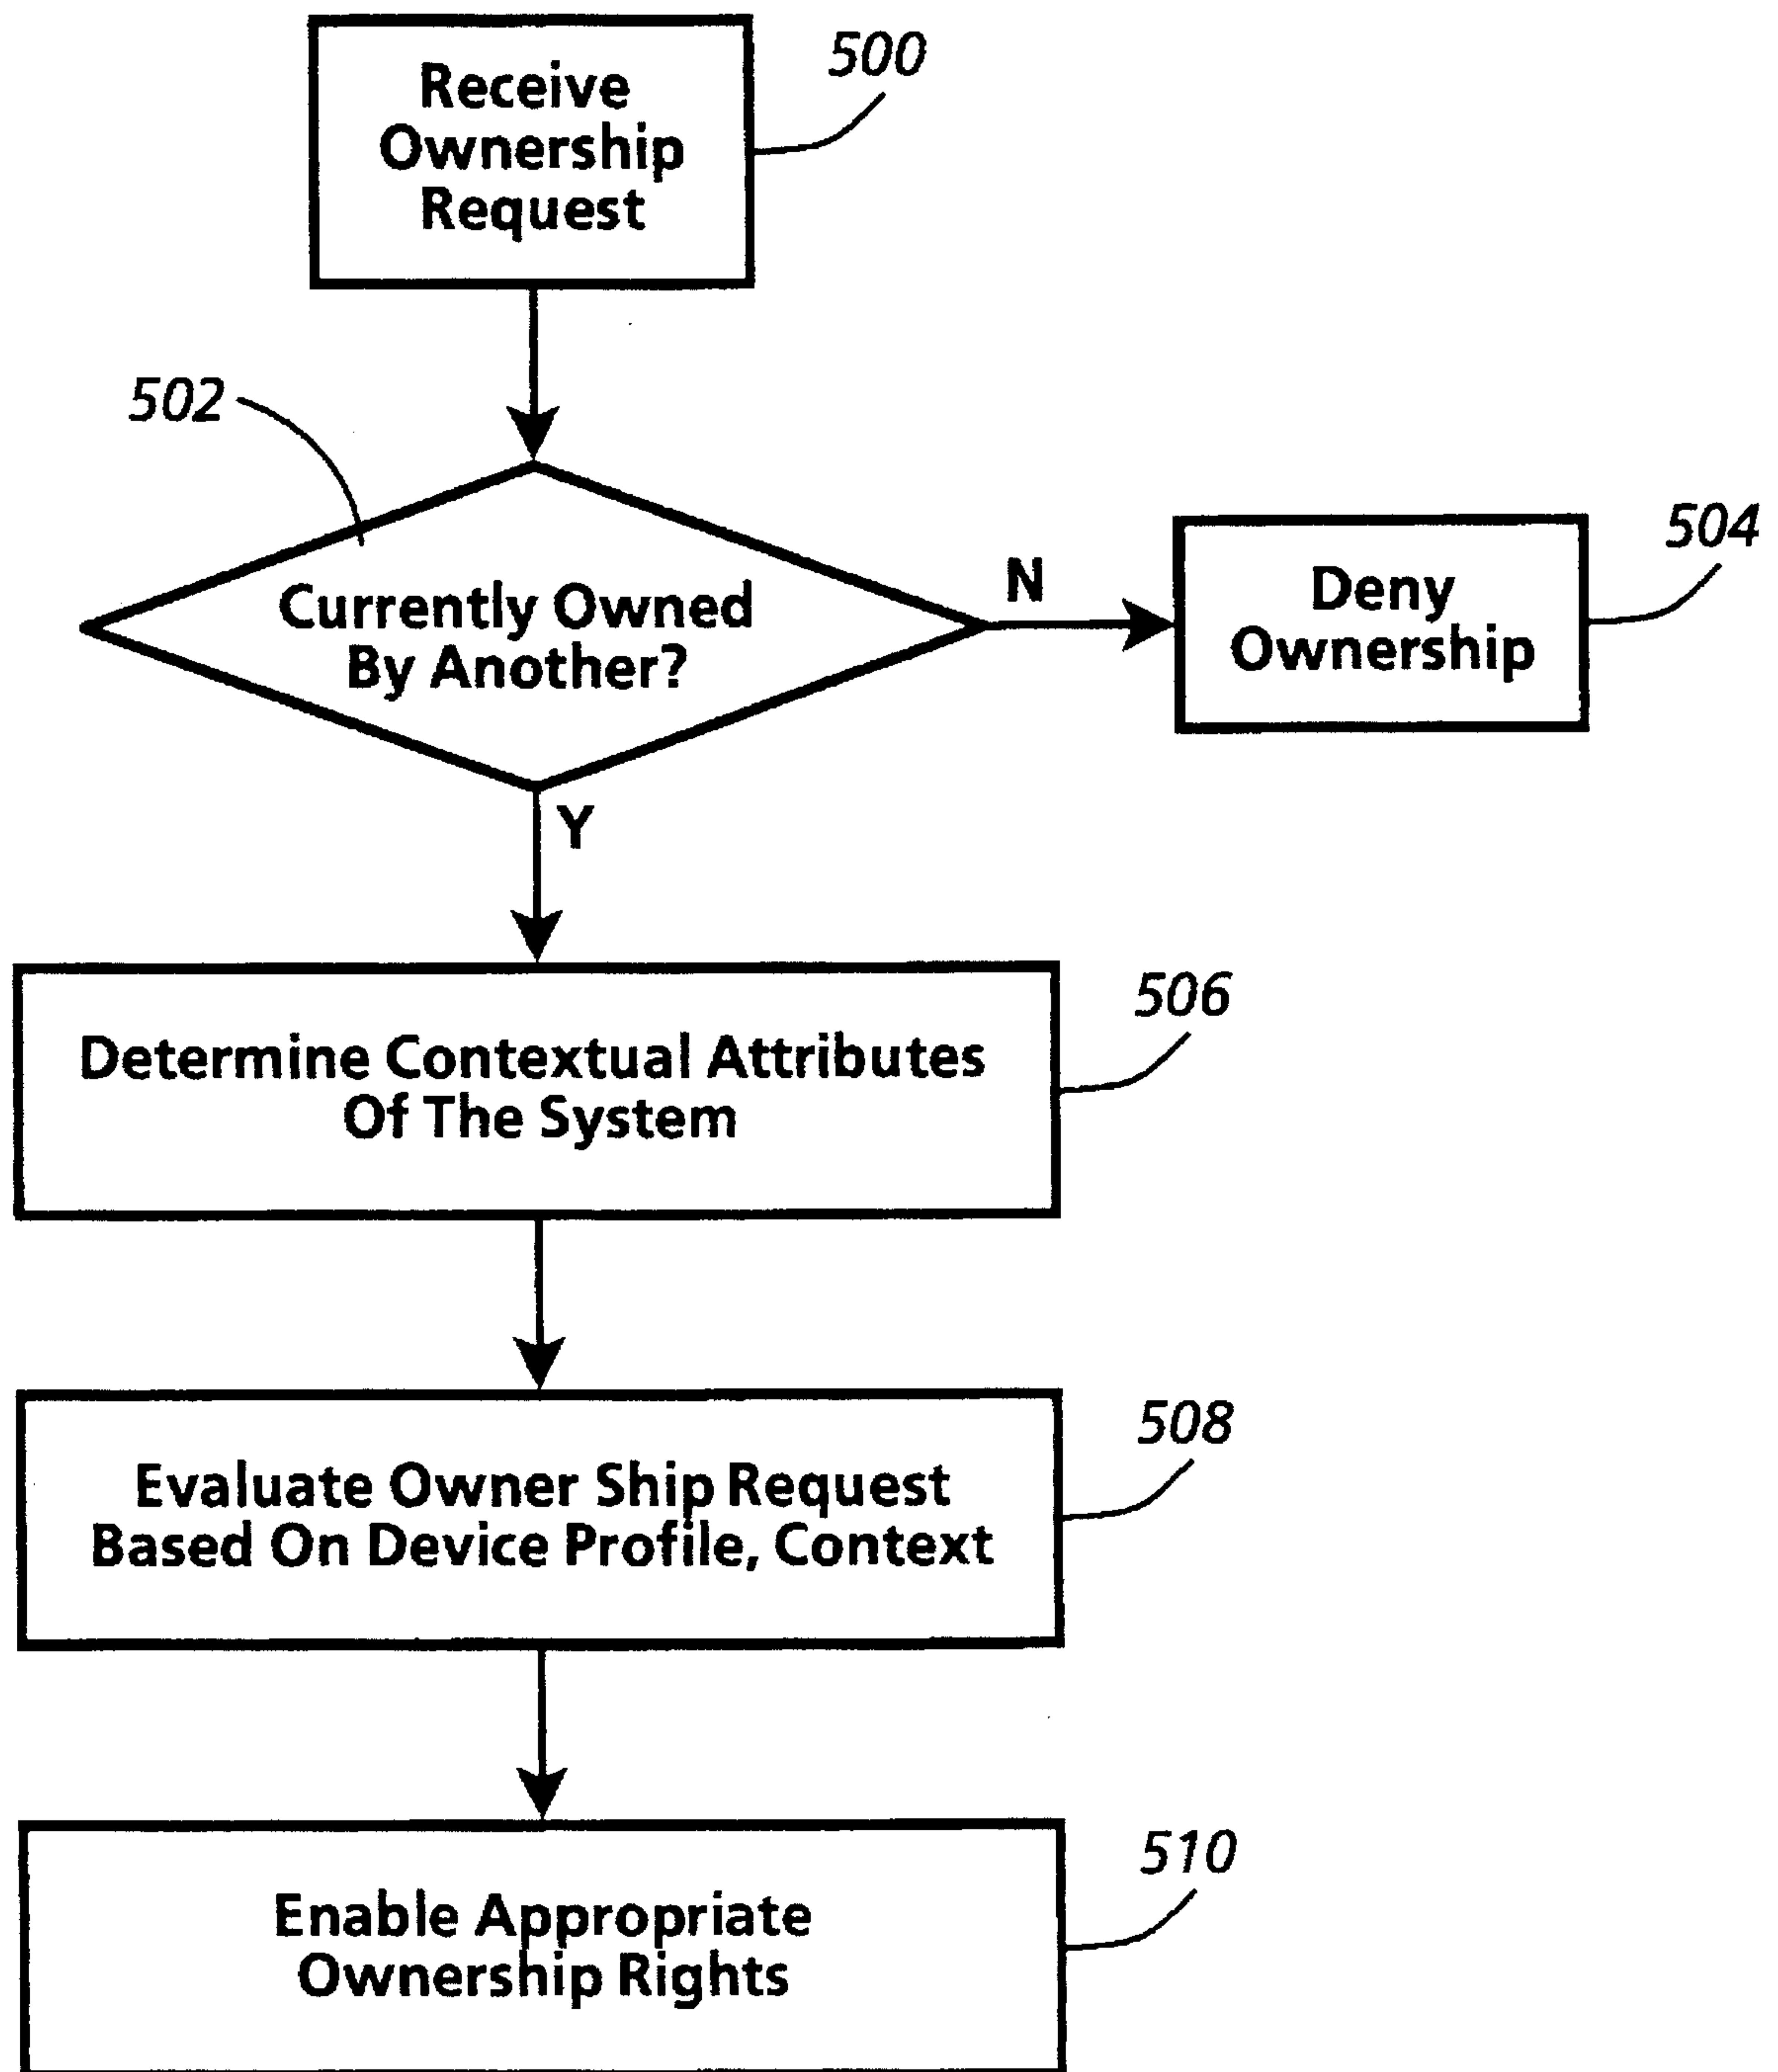 Receive
Ownership
Request
500
502
Currently Owned
By Another?
N
Deny
Ownership
504
Y
Determine Contextual Attributes
Of The System
506
Evaluate Owner Ship Request
Based On Device Profile, Context
508
Enable Appropriate
Ownership Rights
510